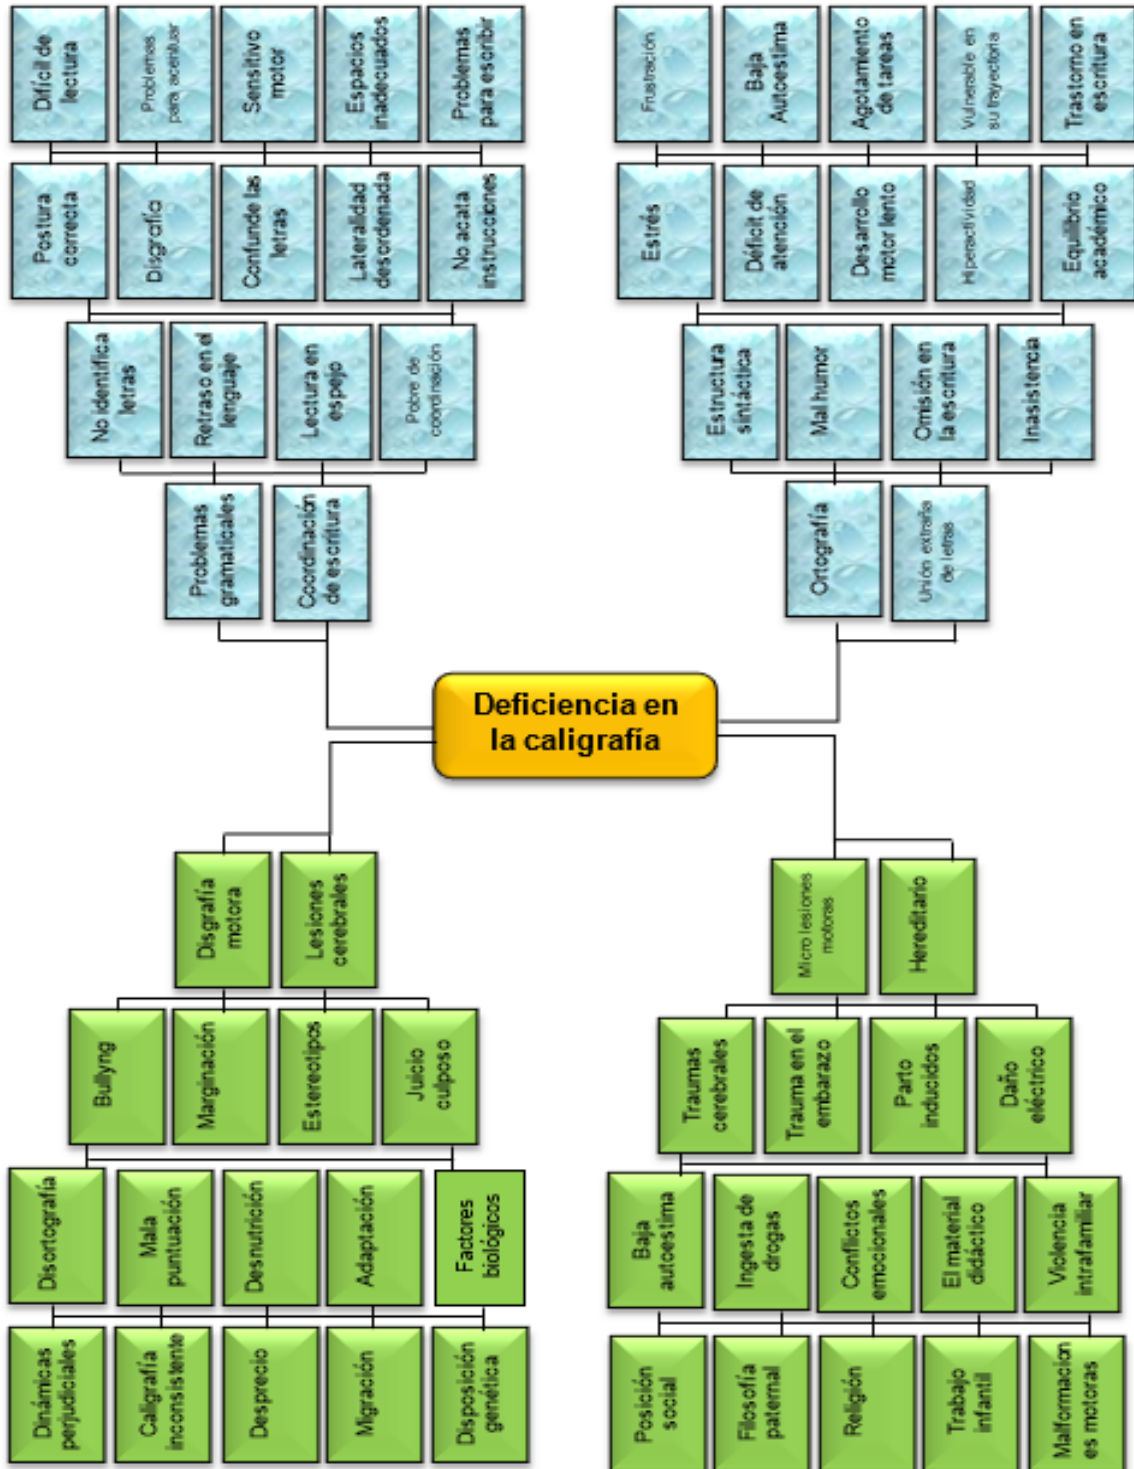 Difícil de
lectura
Problemas
para acentuar
Sensitivo
motor
Espacios
inadecuados
Problemas
para escribir
Postura
correcta
Disgrafía
Confunde las
letras
Lateralidad
desordenada
No acata
instrucciones
No identifica
letras
Retraso en el
lenguaje
Lectura en
espejo
Pobre de
coordinación
Problemas
gramaticales
Coordinación
de escritura
Frustración
Baja
Autoestima
Agotamiento
de tareas
Vulnerable en
su trayectoria
Trastorno en
escritura
Estrés
Déficit de
atención
Desarrollo
motor lento
Hiperactividad
Equilibrio
académico
Estructura
sintáctica
Mal humor
Omisión en
la escritura
Inasistencia
Ortografía
Unión extraña
de letras
Deficiencia en
la caligrafía
Disgrafía
motora
Lesiones
cerebrales
Bullyng
Marginación
Estereotipos
Juicio
culposo
Disortografía
Mala
puntuación
Desnutrición
Adaptación
Factores
biológicos
Dinámicas
perjudiciales
Caligrafía
inconsistente
Desprecio
Migración
Disposición
genética
Micro lesiones
motoras
Hereditario
Traumas
cerebrales
Trauma en el
embarazo
Parto
inducidos
Daño
eléctrico
Baja
autoestima
Ingesta de
drogas
Conflictos
emocionales
El material
didáctico
Violencia
intrafamiliar
Posición
social
Filosofía
paternal
Religión
Trabajo
infantil
Malformacion
es motoras